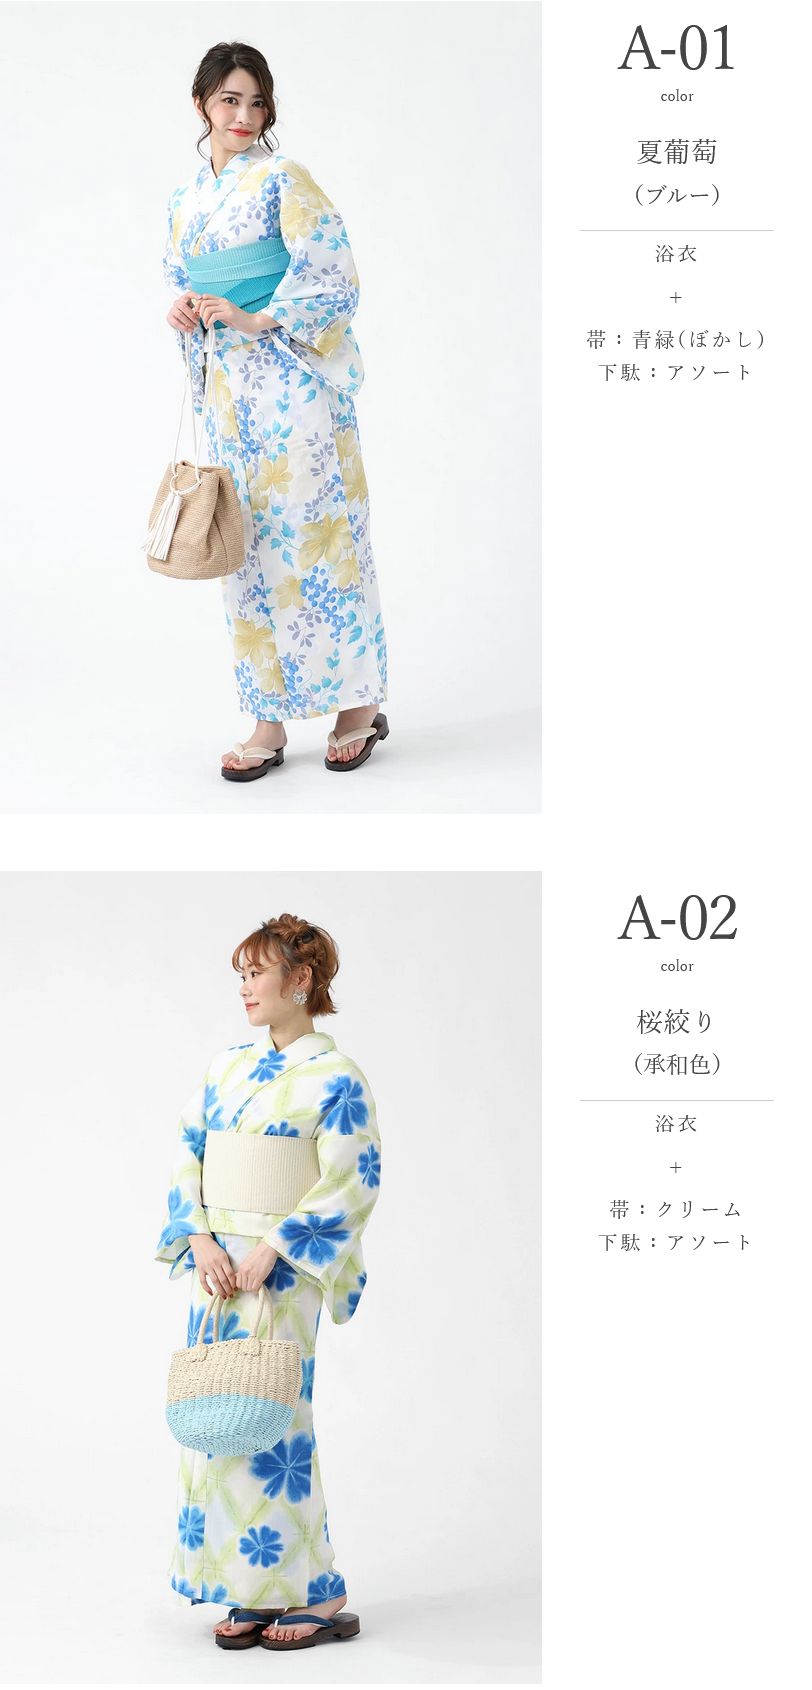 A-01
color
夏葡萄
（ブルー）
浴衣
+
帯：青緑(ぼかし)
下駄：アソート
A-02
color
桜絞り
（承和色）
浴衣
+
帯：クリーム
下駄：アソート